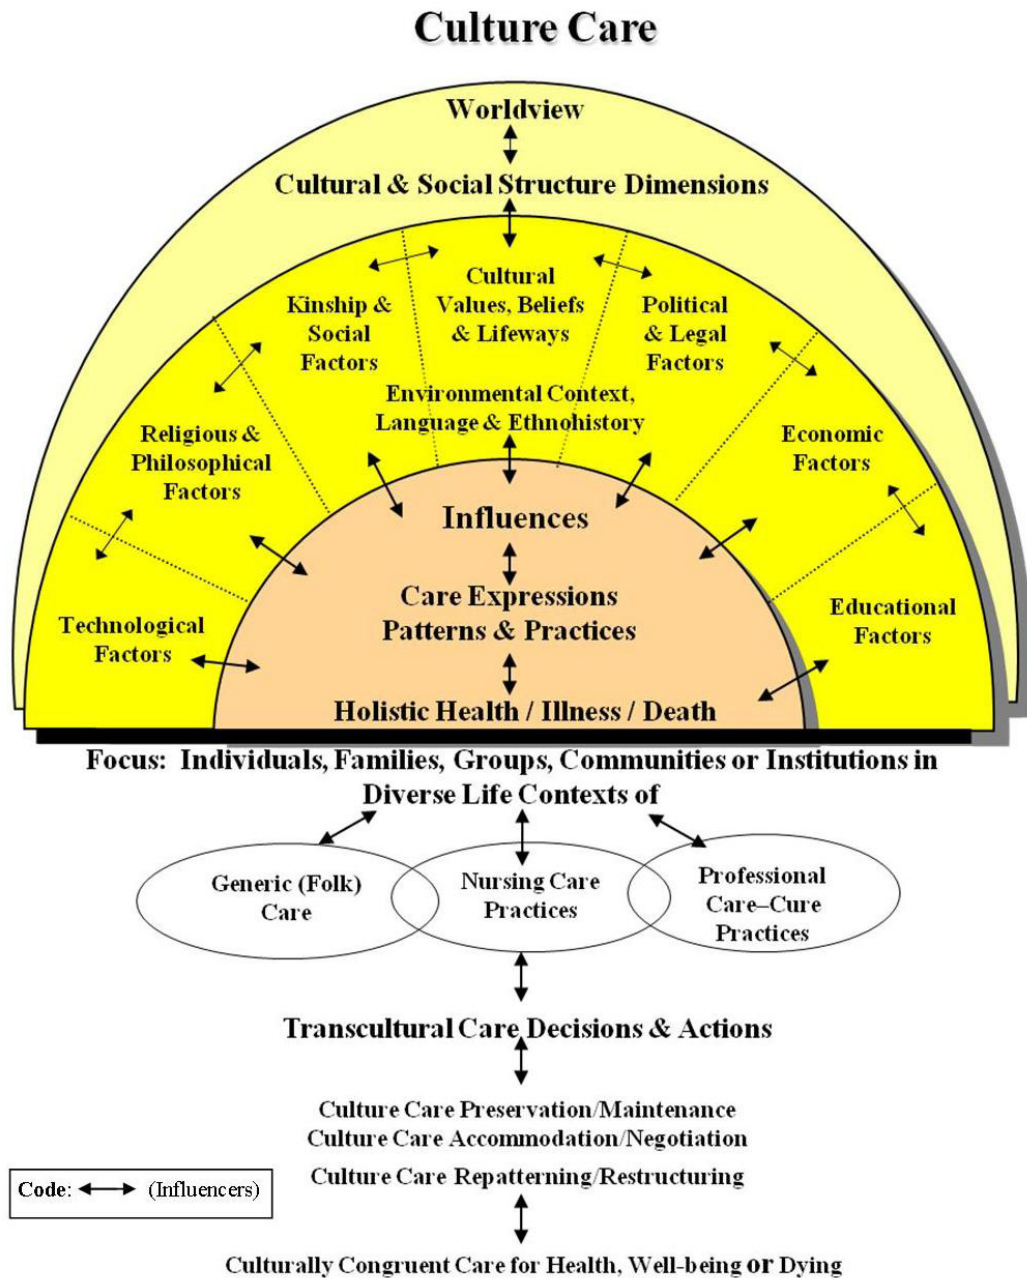 Culture Care
Worldview
Cultural & Social Structure Dimensions
Cultural
Values, Beliefs
& Lifeways
Kinship &
Social
Factors
Political
& Legal
Factors
Environmental Context,
Language & Ethnohistory
Religious &
Philosophical
Factors
Economic
Factors
Technological
Factors
Educational
Factors
Influences
Care Expressions
Patterns & Practices
Holistic Health / Illness / Death
Focus: Individuals, Families, Groups, Communities or Institutions in
Diverse Life Contexts of
Generic (Folk)
Care
Nursing Care
Practices
Professional
Care–Cure
Practices
Transcultural Care Decisions & Actions
Culture Care Preservation/Maintenance
Culture Care Accommodation/Negotiation
Culture Care Repatterning/Restructuring
Code: (Influencers)
Culturally Congruent Care for Health, Well-being or Dying